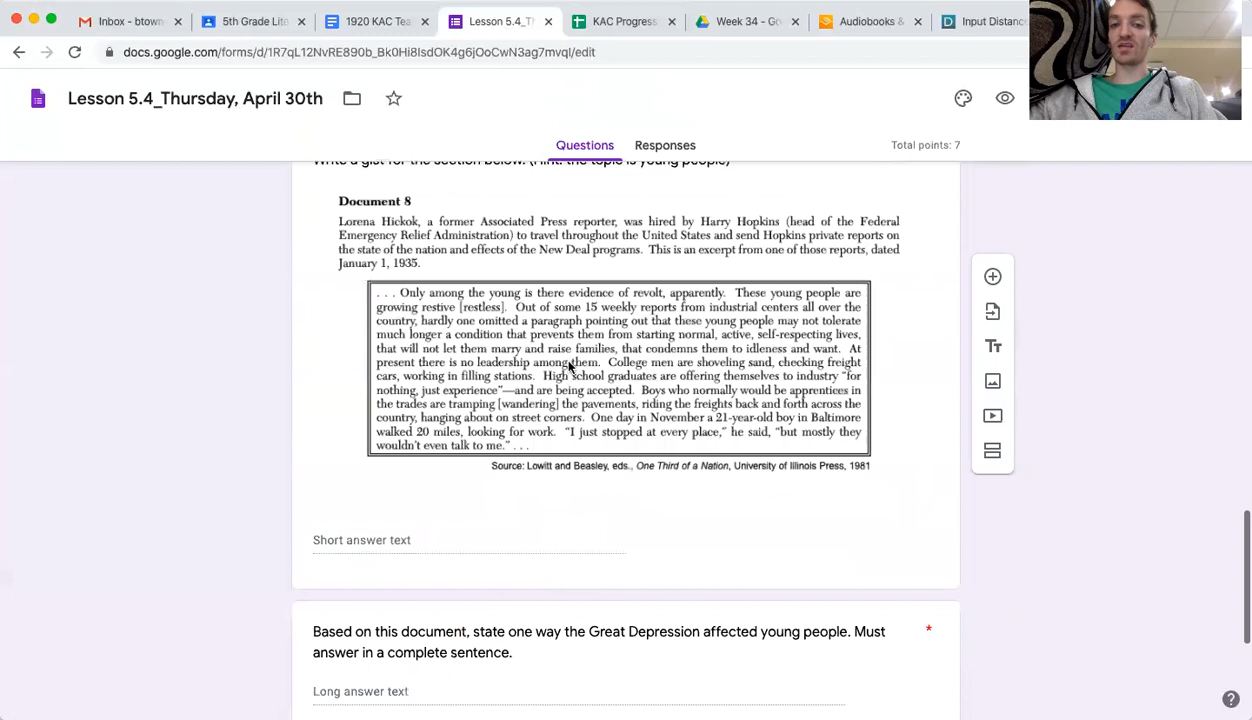 Inbox - btown
5th Grade Lite
1920 KAC Tea
Lesson 5.4_Th
KAC Progress
Week 34 - Go
Audiobooks &
Input Distanc
docs.google.com/forms/d/1R7qL12NvRE890b_Bk0Hi8IsdOK4g6jOoCwN3ag7mvqI/edit
Lesson 5.4_Thursday, April 30th
Questions
Responses
Total points: 7
Write a gist for the section below. (Hint: the topic is young people)
Document 8
Lorena Hickok, a former Associated Press reporter, was hired by Harry Hopkins (head of the Federal
Emergency Relief Administration) to travel throughout the United States and send Hopkins private reports on
the state of the nation and effects of the New Deal programs. This is an excerpt from one of those reports, dated
January 1, 1935.
. . . Only among the young is there evidence of revolt, apparently. These young people are
growing restive [restless]. Out of some 15 weekly reports from industrial centers all over the
country, hardly one omitted a paragraph pointing out that these young people may not tolerate
much longer a condition that prevents them from starting normal, active, self-respecting lives,
that will not let them marry and raise families, that condemns them to idleness and want. At
present there is no leadership among them. College men are shoveling sand, checking freight
cars, working in filling stations. High school graduates are offering themselves to industry “for
nothing, just experience”—and are being accepted. Boys who normally would be apprentices in
the trades are tramping [wandering] the pavements, riding the freights back and forth across the
country, hanging about on street corners. One day in November a 21-year-old boy in Baltimore
walked 20 miles, looking for work. “I just stopped at every place,” he said, “but mostly they
wouldn’t even talk to me.” . . .
Source: Lowitt and Beasley, eds., One Third of a Nation, University of Illinois Press, 1981
Short answer text
Based on this document, state one way the Great Depression affected young people. Must
answer in a complete sentence.
*
Long answer text